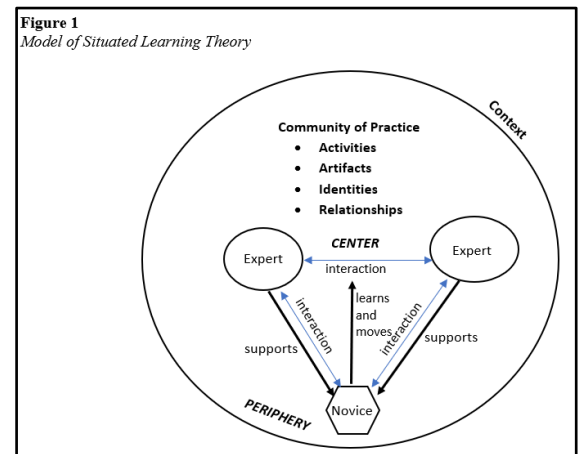 Figure 1
Model of Situated Learning Theory
Context
Community of Practice
• Activities
• Artifacts
• Identities
• Relationships
CENTER
Expert
Expert
interaction
learns
and
moves
interaction
interaction
supports
supports
Novice
PERIPHERY